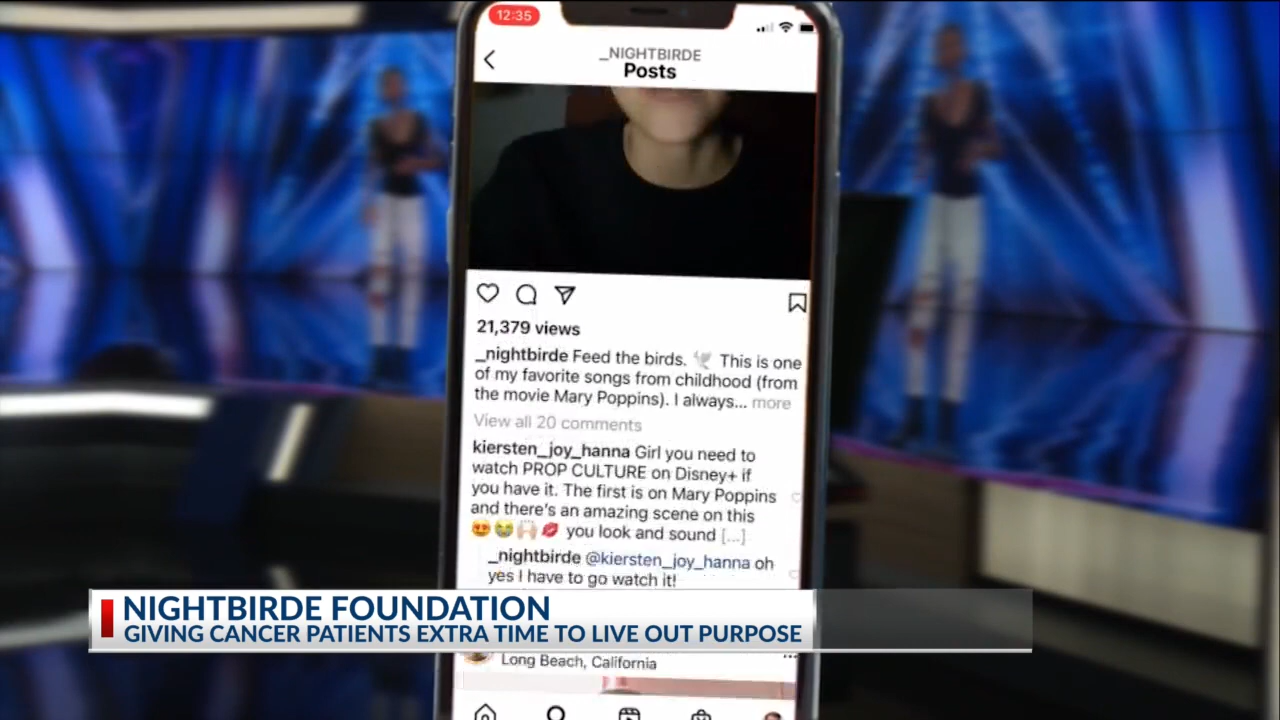 12:35
_NIGHTBIRDE
Posts
21,379 views
_nightbirde Feed the birds. 🕊 This is one
of my favorite songs from childhood (from
the movie Mary Poppins). I always... more
View all 20 comments
kiersten_joy_hanna Girl you need to
watch PROP CULTURE on Disney+ if
you have it. The first is on Mary Poppins
and there's an amazing scene on this
😍😭🙌🏻💋 you look and sound [...]
_nightbirde @kiersten_joy_hanna oh
yes I have to go watch it!
NIGHTBIRDE FOUNDATION
GIVING CANCER PATIENTS EXTRA TIME TO LIVE OUT PURPOSE
Long Beach, California